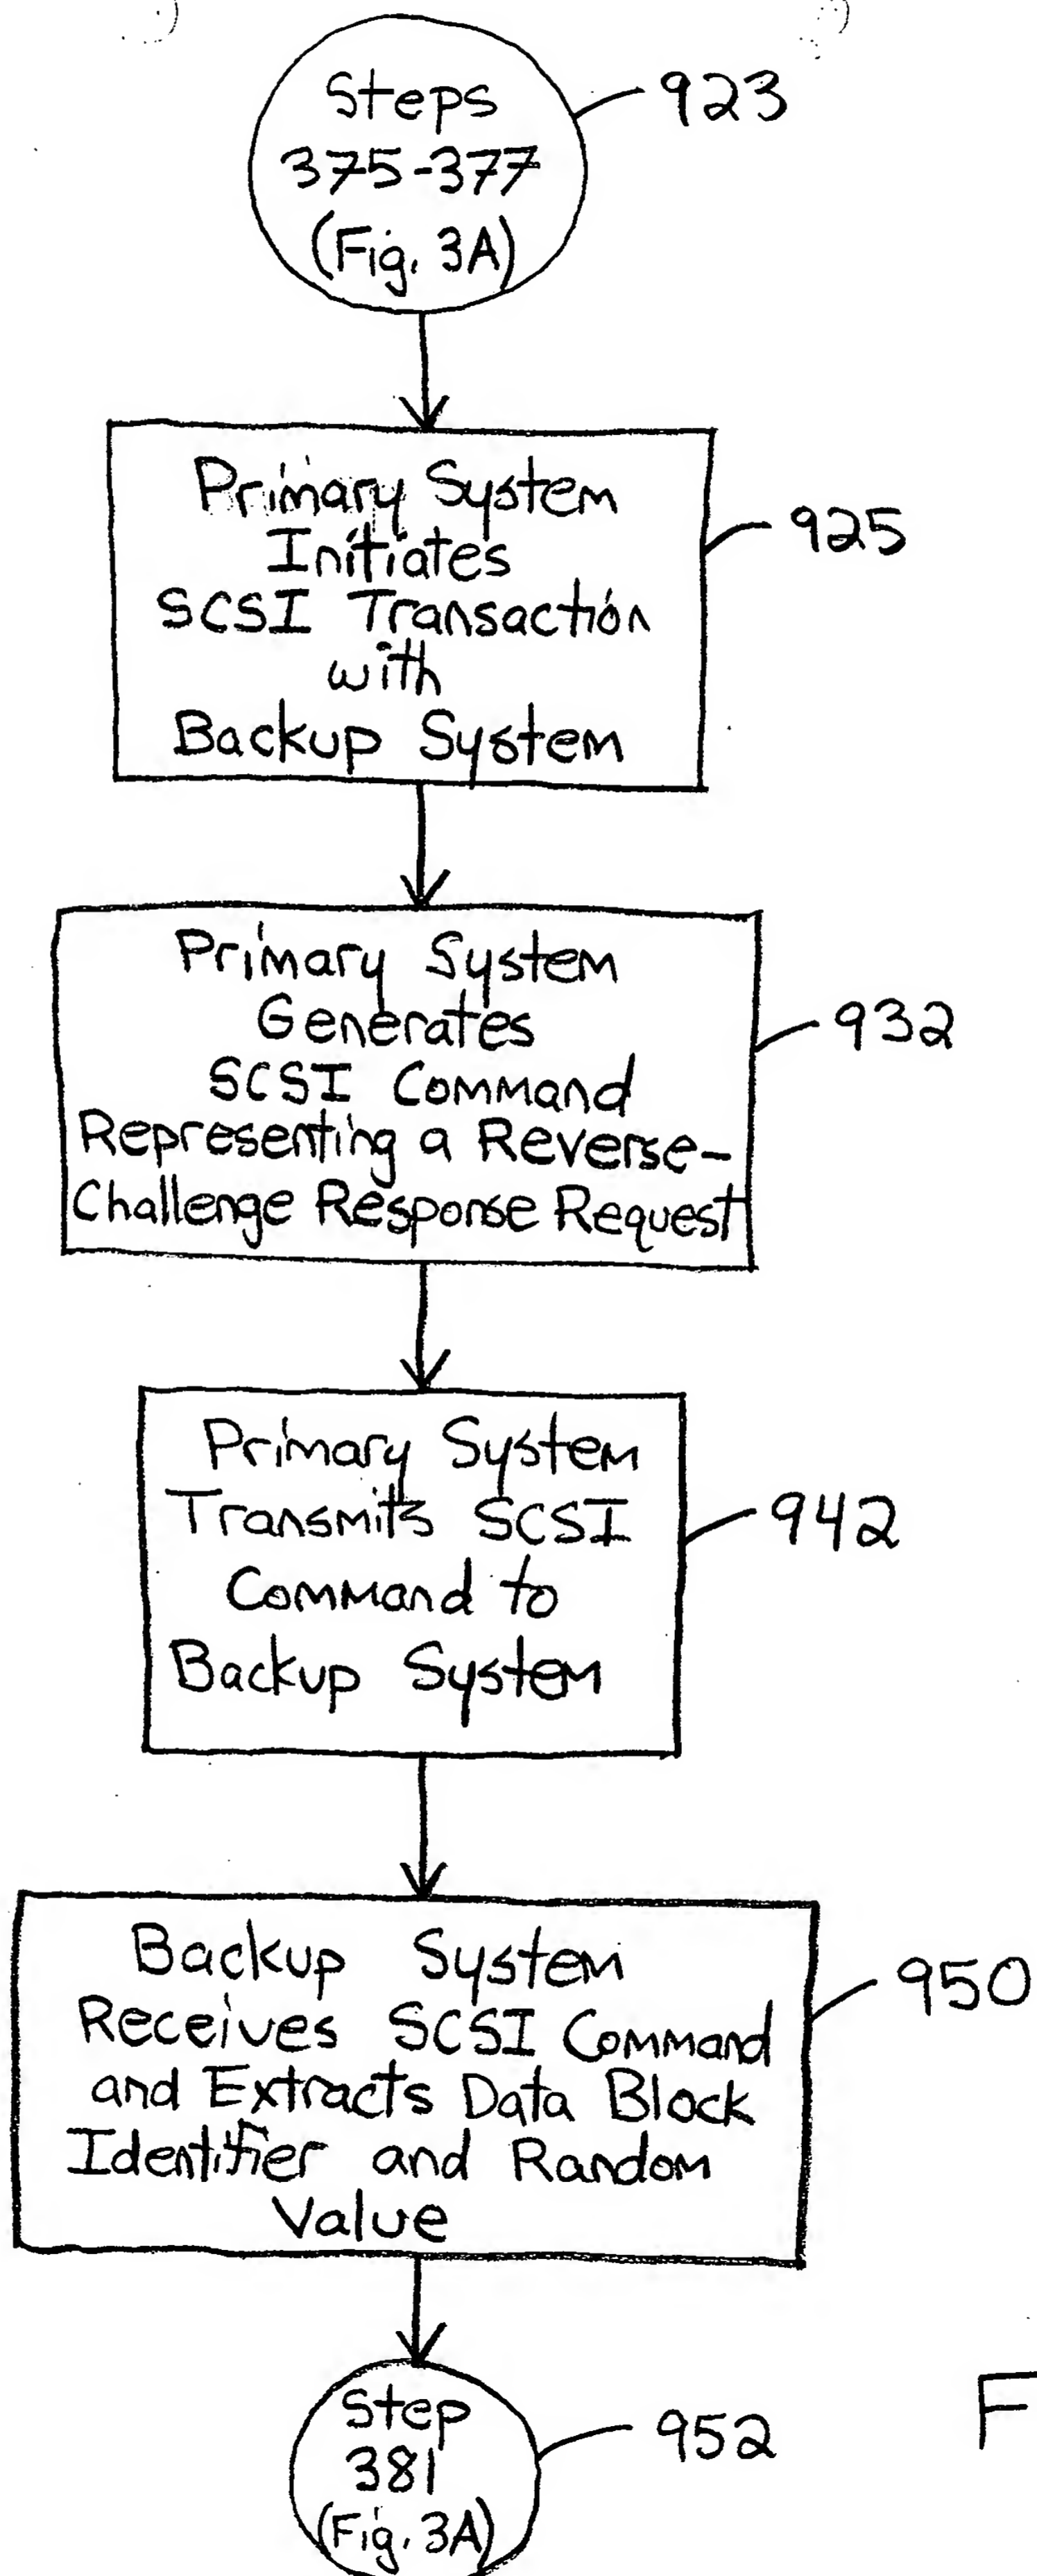 Steps
375-377
(Fig. 3A)
923
Primary System
Initiates
SCSI Transaction
with
Backup System
925
Primary System
Generates
SCSI Command
Representing a Reverse-
Challenge Response Request
932
Primary System
Transmits SCSI
Command to
Backup System
942
Backup System
Receives SCSI Command
and Extracts Data Block
Identifier and Random
Value
950
Step
381
(Fig. 3A)
952
F